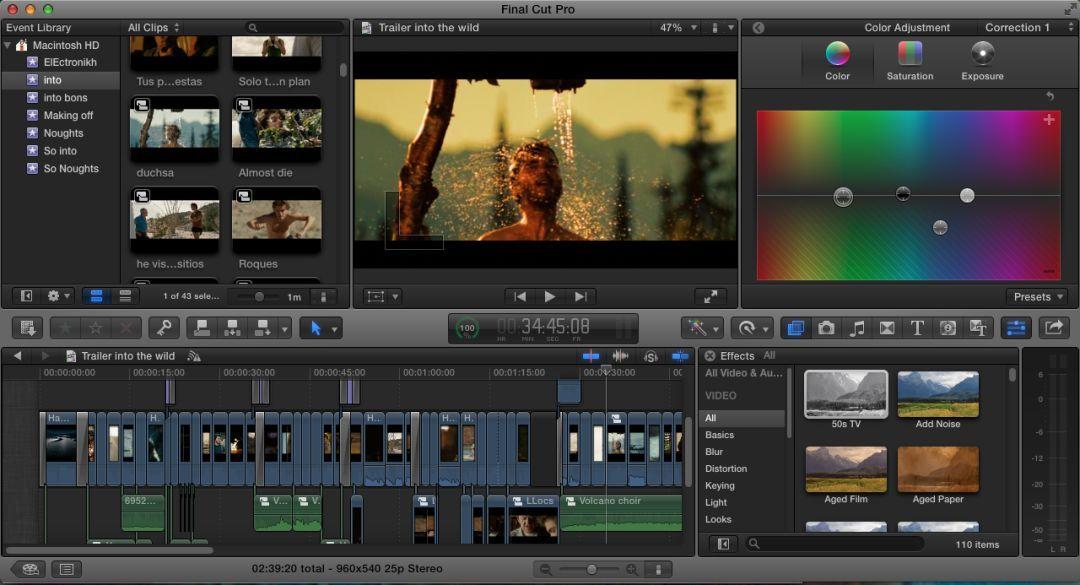 Final Cut Pro
Event Library
All Clips
Macintosh HD
ElEctronikh
into
into bons
Making off
Noughts
So into
So Noughts
Tus p...estas
Solo t...n plan
duchsa
Almost die
he vis...sitios
Roques
1 of 43 sele...
1m
Trailer into the wild
47%
Color Adjustment
Correction 1
Color
Saturation
Exposure
Presets
100
00:34:45:08
HR MIN SEC FR
Trailer into the wild
00:00:00:00
00:00:15:00
00:00:30:00
00:00:45:00
00:01:00:00
00:01:15:00
00:01:30:00
Ha...
H.
H...
H..
H.
6952...
V...
V.
LLocs
Volcano choir
Effects
All
All Video & Au...
VIDEO
All
Basics
Blur
Distortion
Keying
Light
Looks
50s TV
Add Noise
Aged Film
Aged Paper
110 items
6
0
-6
-12
-20
-30
-50
L R
02:39:20 total - 960x540 25p Stereo